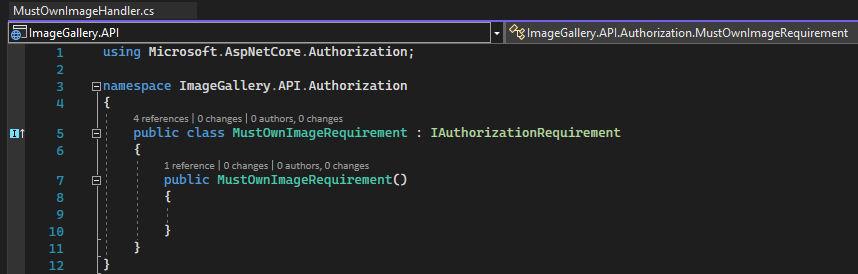 MustOwnImageHandler.cs
ImageGallery.API
ImageGallery.API.Authorization.MustOwnImageRequirement
1 using Microsoft.AspNetCore.Authorization;
2
3 namespace ImageGallery.API.Authorization
4 {
4 references | 0 changes | 0 authors, 0 changes
5 public class MustOwnImageRequirement : IAuthorizationRequirement
6 {
1 reference | 0 changes | 0 authors, 0 changes
7 public MustOwnImageRequirement()
8 {
9
10 }
11 }
12 }